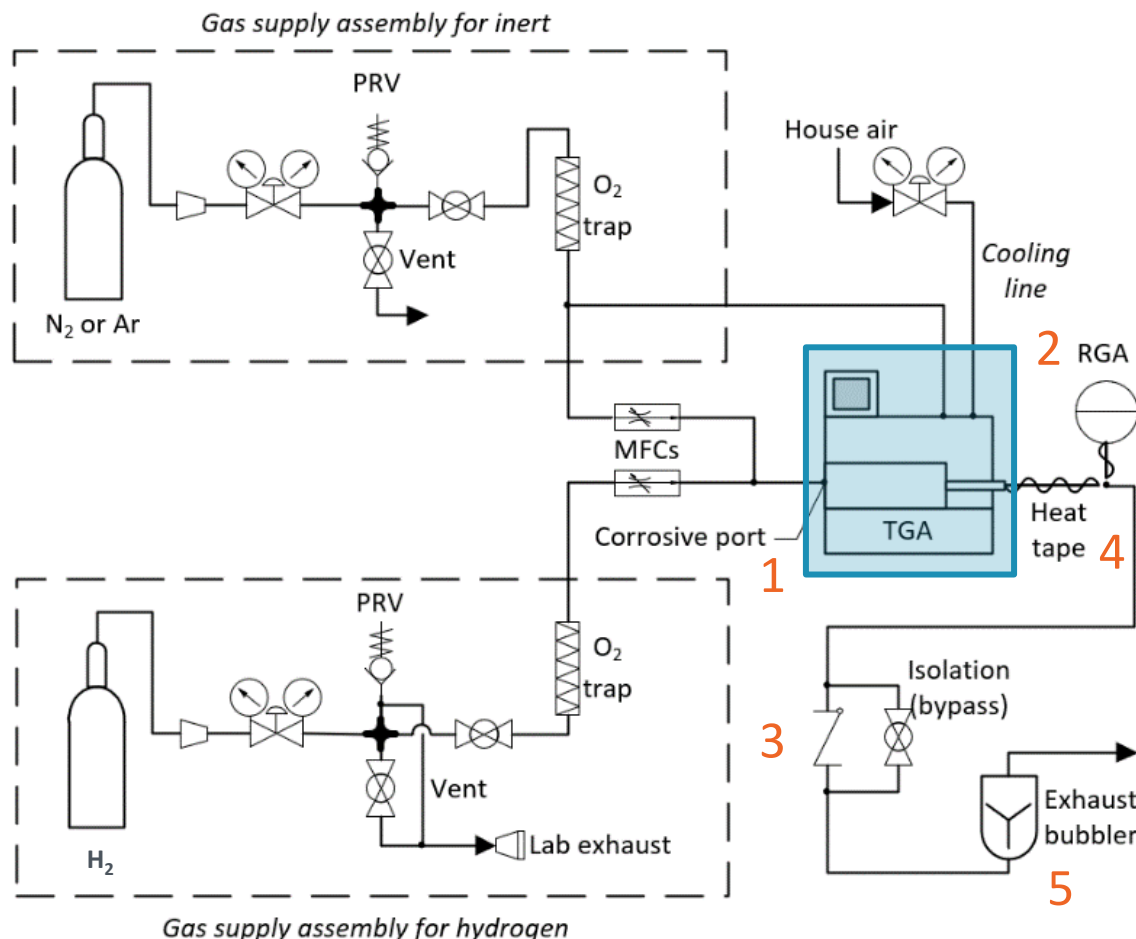 Gas supply assembly for inert
PRV
House air
O₂
trap
Vent
Cooling
line
N₂ or Ar
2
RGA
MFCs
Corrosive port
TGA
Heat
tape
1
4
PRV
O₂
trap
Isolation
(bypass)
3
Vent
Exhaust
bubbler
Lab exhaust
H₂
5
Gas supply assembly for hydrogen